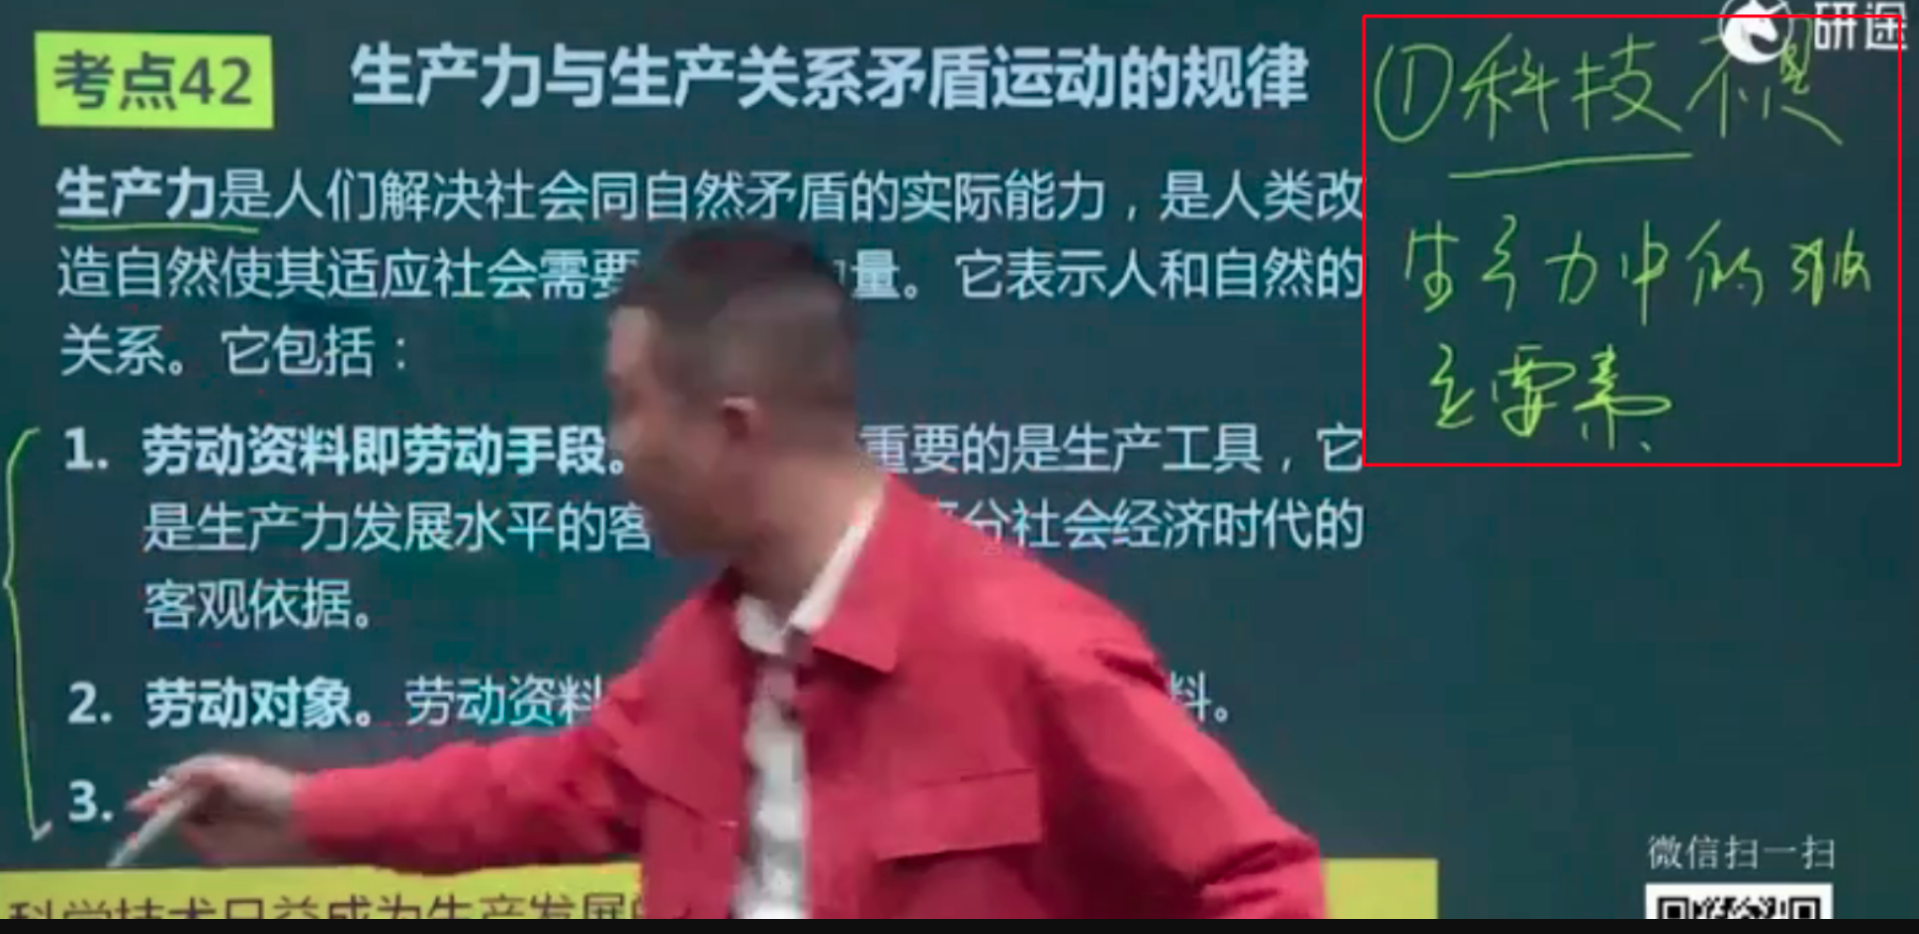 考点42 生产力与生产关系矛盾运动的规律
研途
①科技不是
生产力中的独
立要素
生产力是人们解决社会同自然矛盾的实际能力，是人类改
造自然使其适应社会需要 量。它表示人和自然的
关系。它包括：
1. 劳动资料即劳动手段。 重要的是生产工具，它
是生产力发展水平的客 分社会经济时代的
客观依据。
2. 劳动对象。劳动资料 料。
3.
科学技术日益成为生产发展的
微信扫一扫